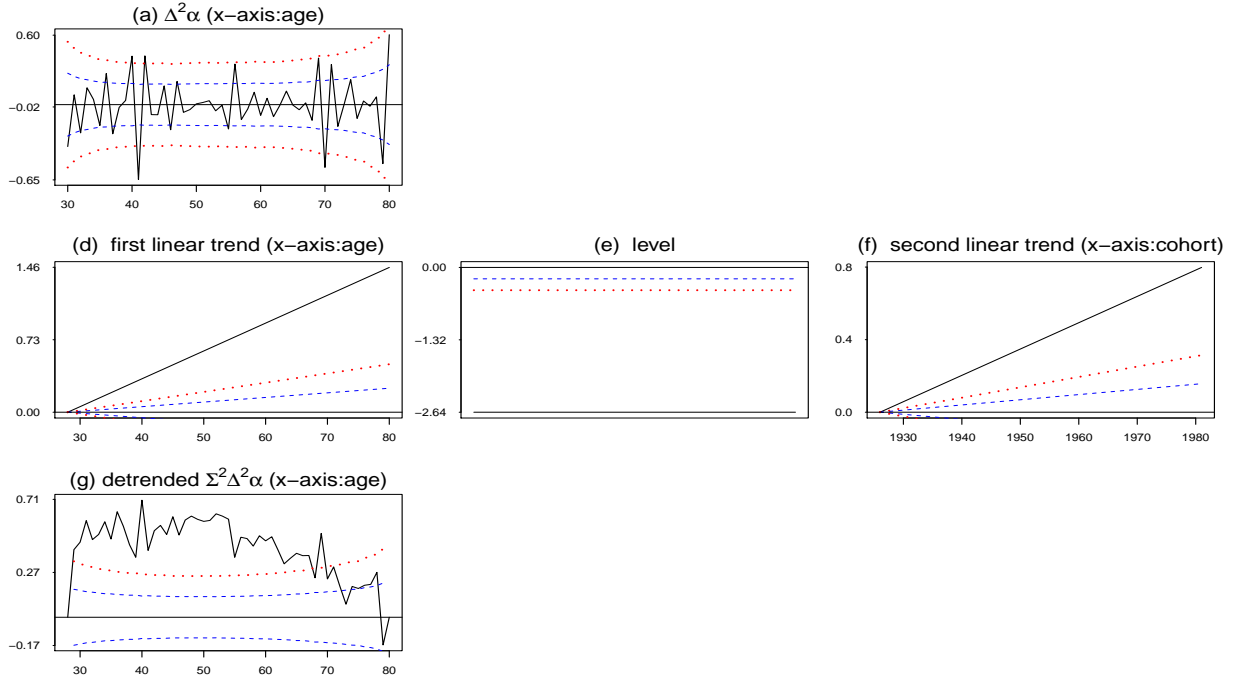 (a) Δ²α (x−axis:age)
0.60
−0.02
−0.65
30 40 50 60 70 80
(d) first linear trend (x−axis:age)
1.46
0.73
0.00
30 40 50 60 70 80
(e) level
0.00
−1.32
−2.64
(f) second linear trend (x−axis:cohort)
0.8
0.4
0.0
1930 1940 1950 1960 1970 1980
(g) detrended Σ²Δ²α (x−axis:age)
0.71
0.27
−0.17
30 40 50 60 70 80